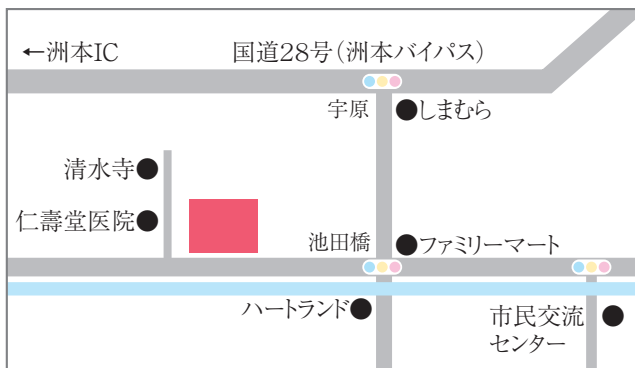 ←洲本IC
国道28号(洲本バイパス)
宇原
●しまむら
清水寺●
仁壽堂医院●
池田橋
●ファミリーマート
ハートランド●
市民交流
センター
●